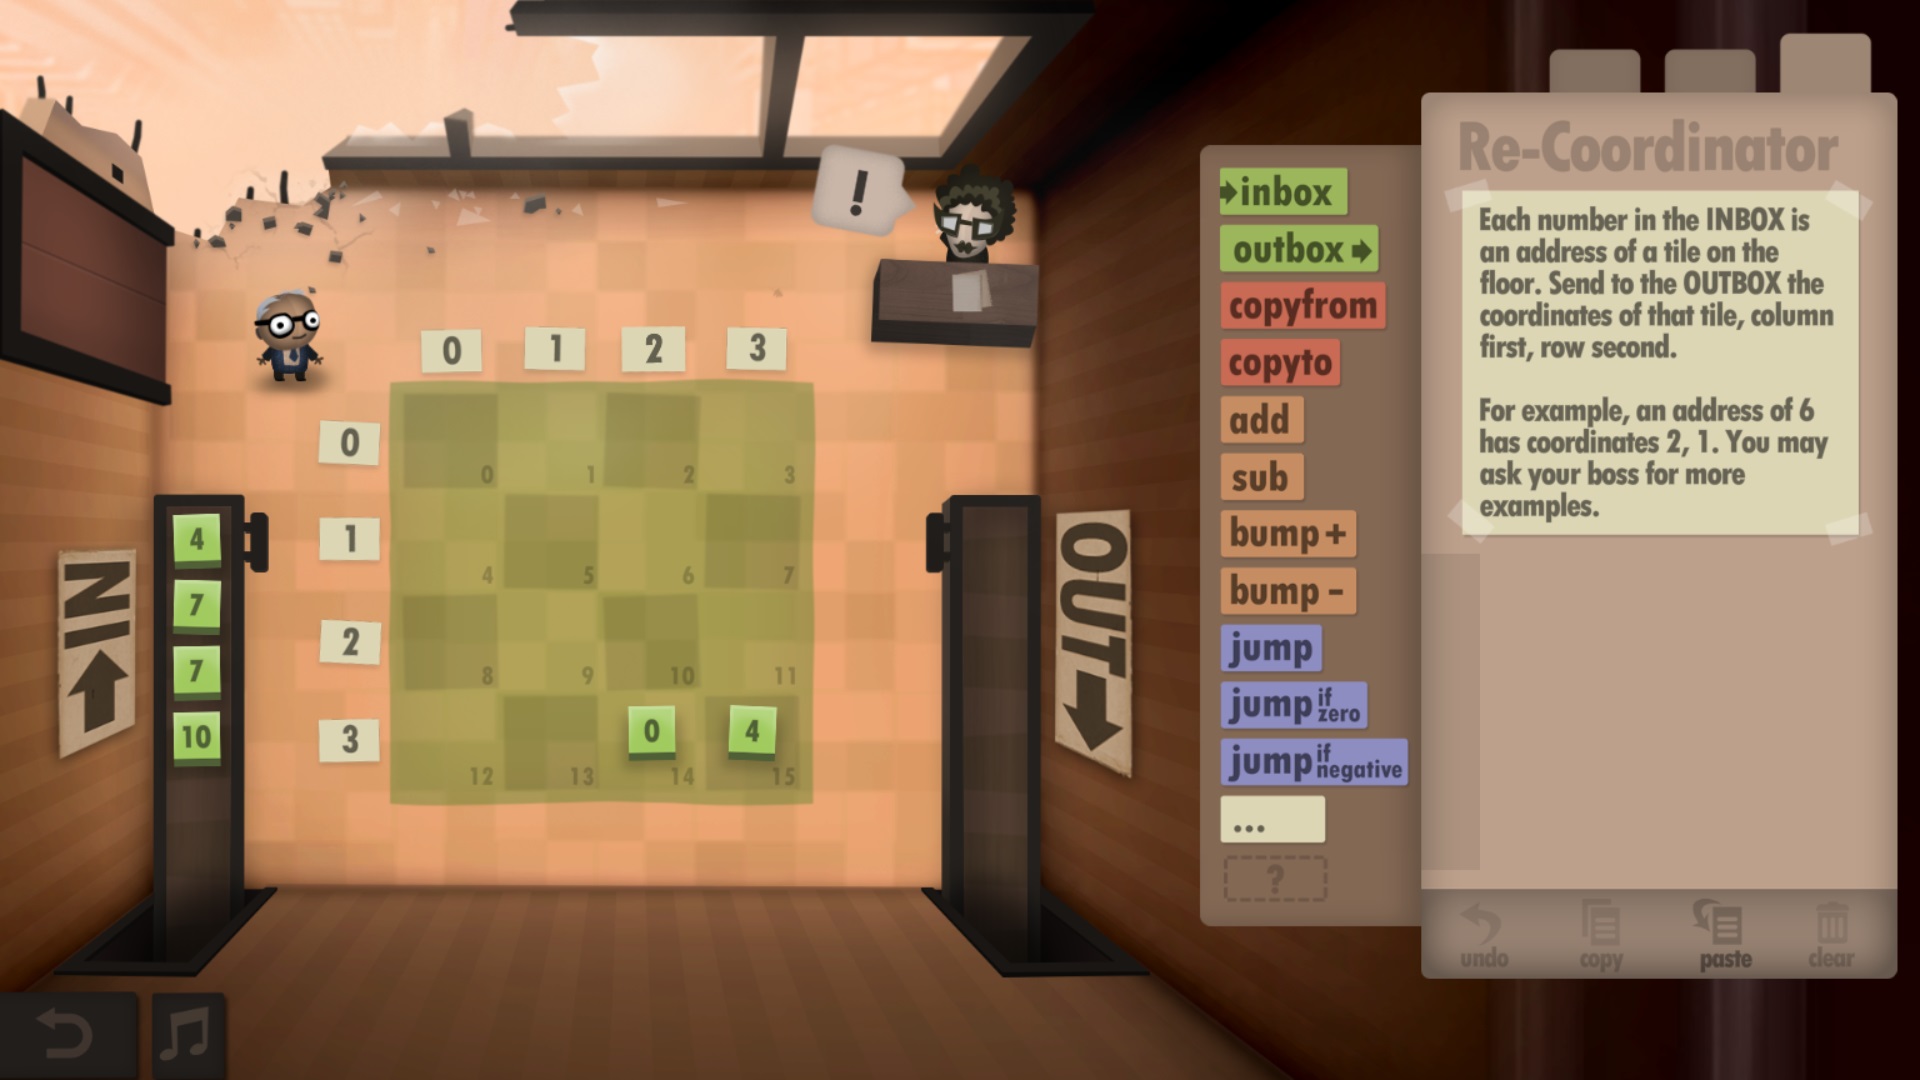 !
0 1 2 3
0
1
2
3
0 1 2 3
4 5 6 7
8 9 10 11
12 13 14 15
0 4
IN
4
7
7
10
OUT
inbox
outbox
copyfrom
copyto
add
sub
bump +
bump -
jump
jump if zero
jump if negative
...
?
Re-Coordinator
Each number in the INBOX is
an address of a tile on the
floor. Send to the OUTBOX the
coordinates of that tile, column
first, row second.
For example, an address of 6
has coordinates 2, 1. You may
ask your boss for more
examples.
undo copy paste clear